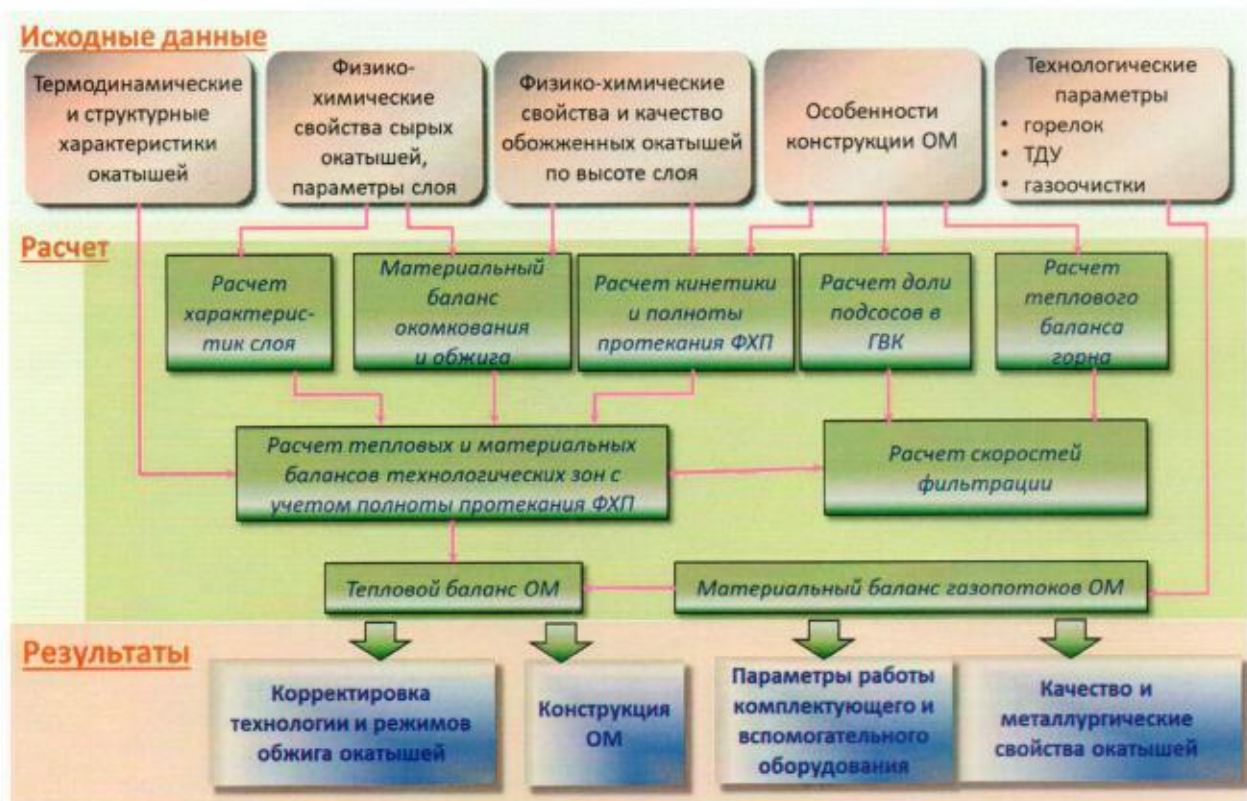 Исходные данные
Термодинамические
и структурные
характеристики
окатышей
Физико-
химические
свойства сырых
окатышей,
параметры слоя
Физико-химические
свойства и качество
обожженных окатышей
по высоте слоя
Особенности
конструкции ОМ
Технологические
параметры
• горелок
• ТДУ
• газоочистки
Расчет
Расчет
характерис-
тик слоя
Материальный
баланс
окомкования
и обжига
Расчет кинетики
и полноты
протекания ФХП
Расчет доли
подсосов в
ГВК
Расчет
теплового
баланса
горна
Расчет тепловых и материальных
балансов технологических зон с
учетом полноты протекания ФХП
Расчет скоростей
фильтрации
Тепловой баланс ОМ
Материальный баланс газопотоков ОМ
Результаты
Корректировка
технологии и режимов
обжига окатышей
Конструкция
ОМ
Параметры работы
комплектующего и
вспомогательного
оборудования
Качество и
металлургические
свойства окатышей